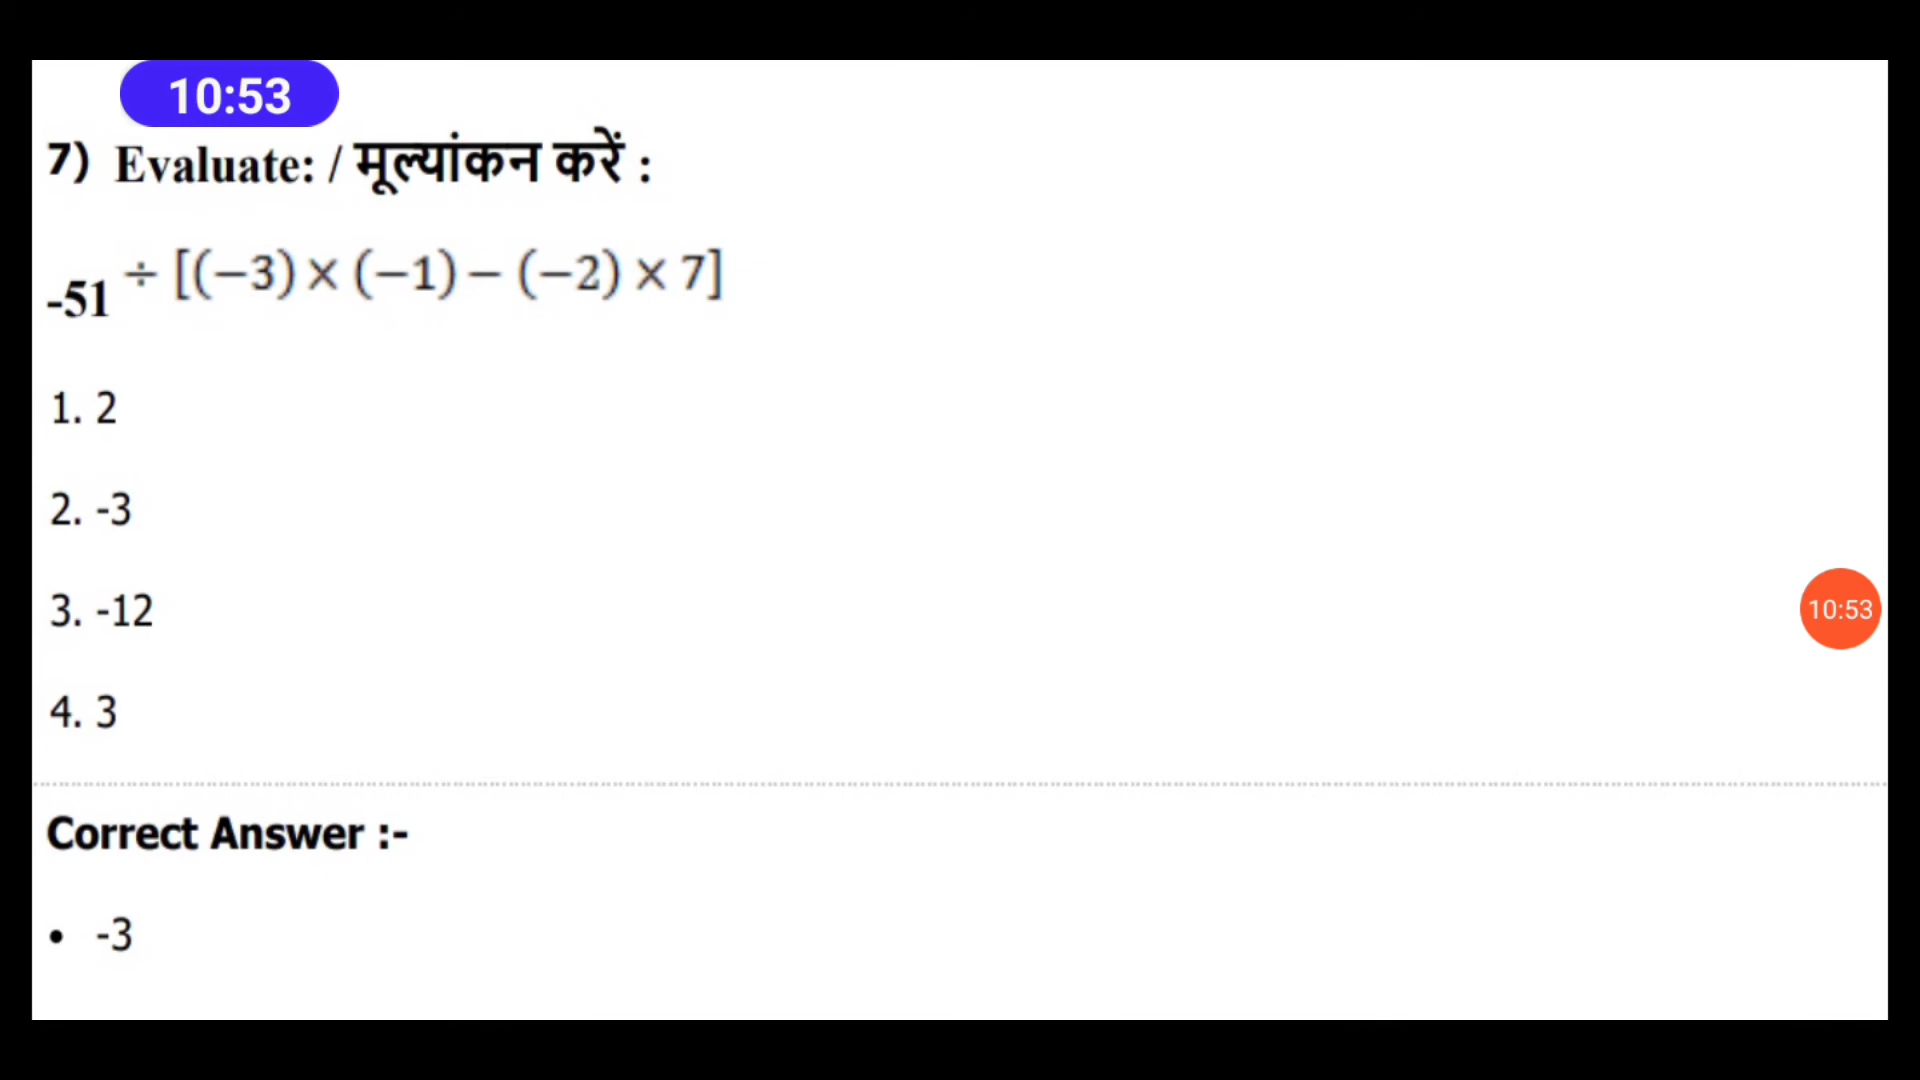 10:53
7) Evaluate: / मूल्यांकन करें :
-51 ÷ [(−3) × (−1) − (−2) × 7]
1. 2
2. -3
3. -12
10:53
4. 3
Correct Answer :-
• -3